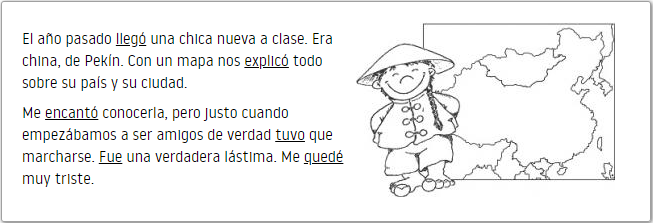 El año pasado llegó una chica nueva a clase. Era
china, de Pekín. Con un mapa nos explicó todo
sobre su país y su ciudad.
Me encantó conocerla, pero justo cuando
empezábamos a ser amigos de verdad tuvo que
marcharse. Fue una verdadera lástima. Me quedé
muy triste.